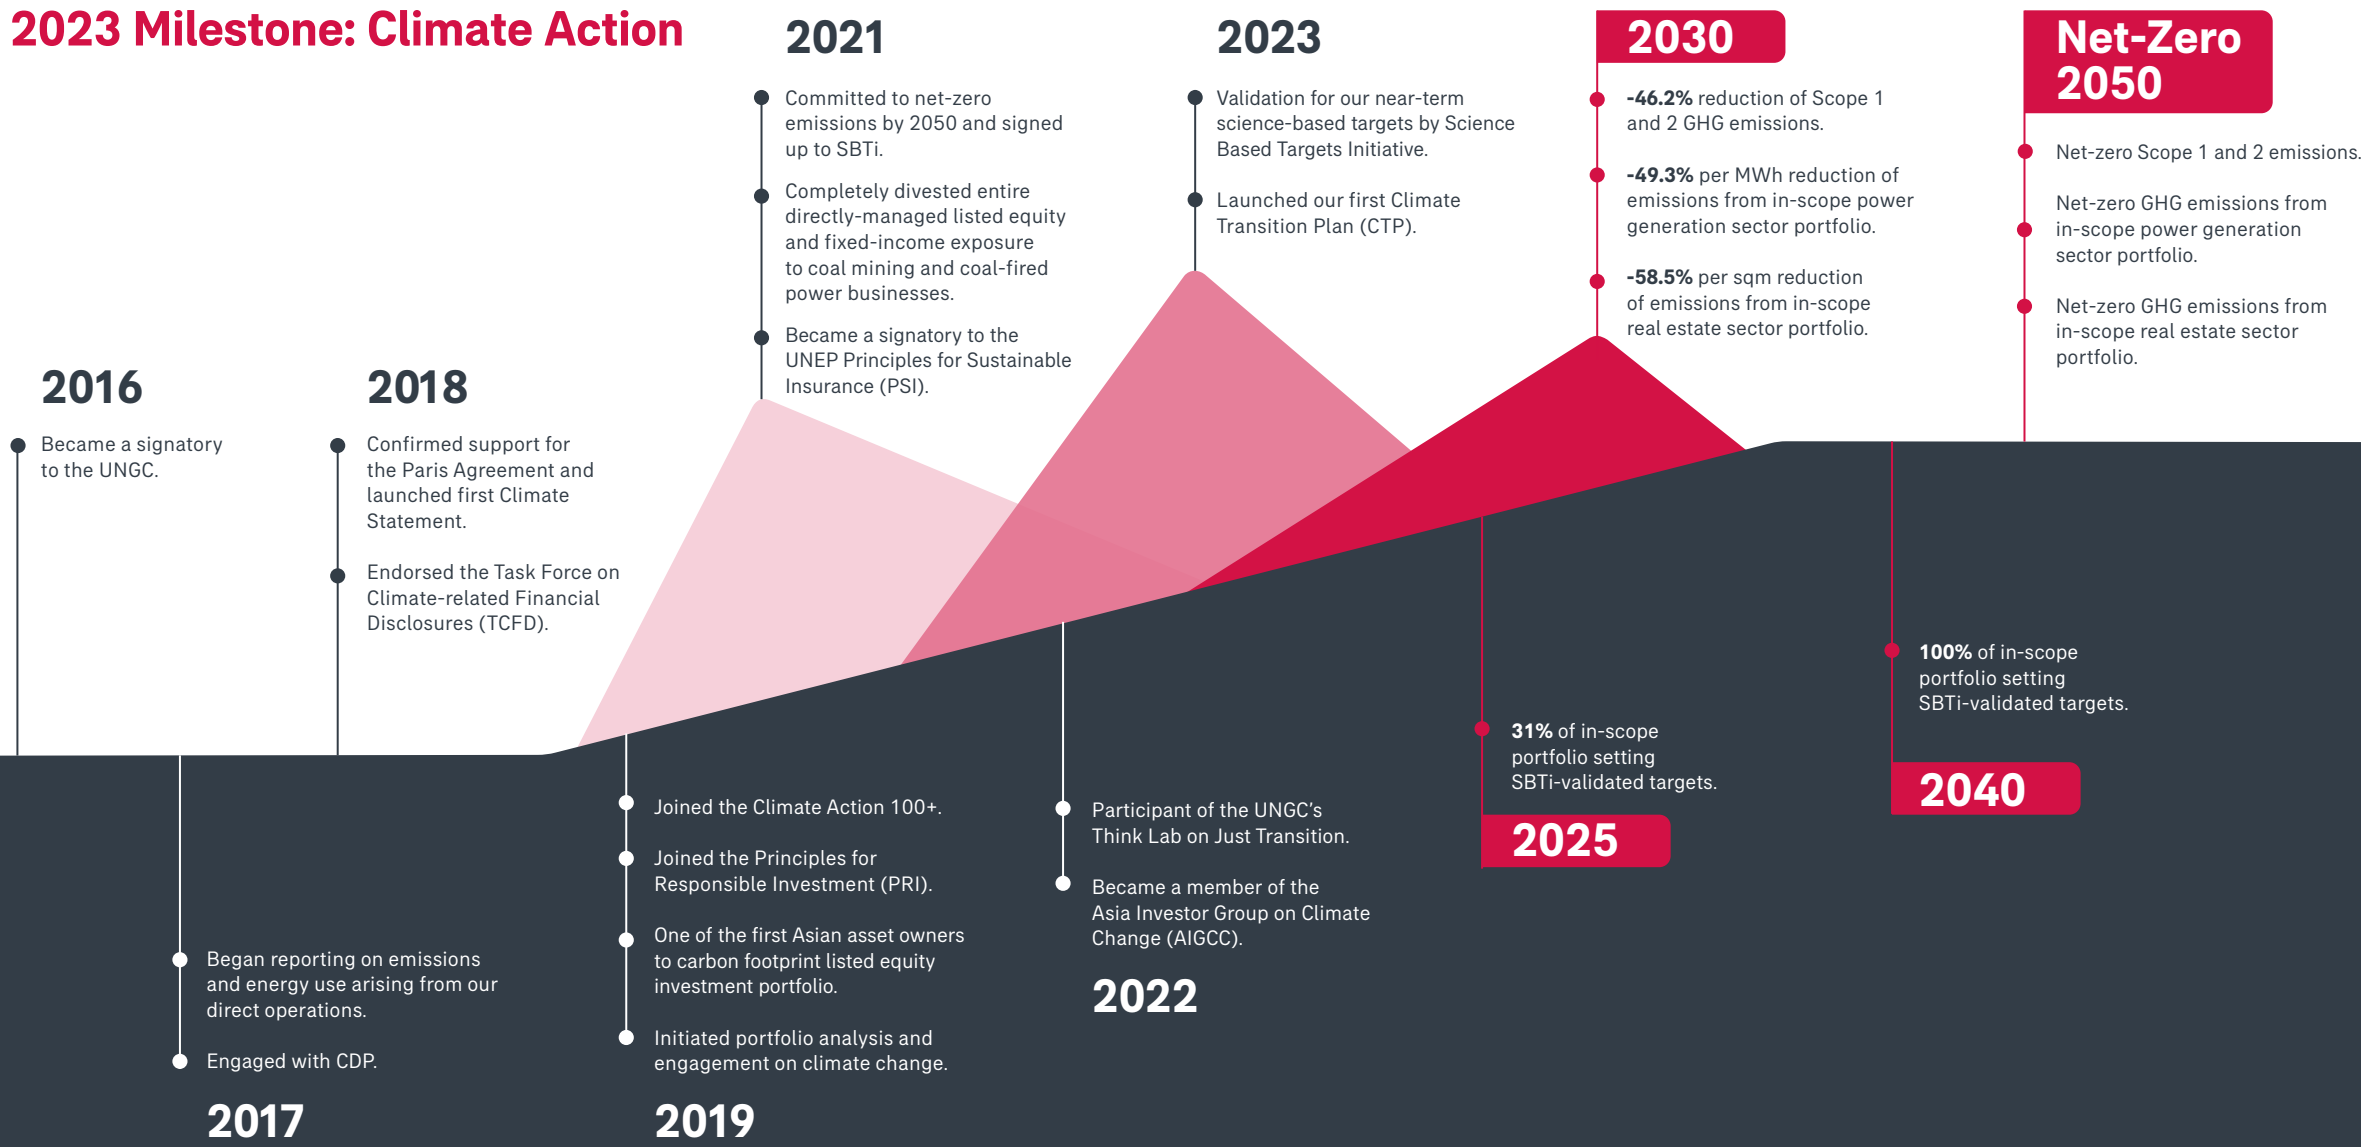 2023 Milestone: Climate Action
2016
Became a signatory
to the UNGC.
2017
Began reporting on emissions
and energy use arising from our
direct operations.
Engaged with CDP.
2018
Confirmed support for
the Paris Agreement and
launched first Climate
Statement.
Endorsed the Task Force on
Climate-related Financial
Disclosures (TCFD).
2019
Joined the Climate Action 100+.
Joined the Principles for
Responsible Investment (PRI).
One of the first Asian asset owners
to carbon footprint listed equity
investment portfolio.
Initiated portfolio analysis and
engagement on climate change.
2021
Committed to net-zero
emissions by 2050 and signed
up to SBTi.
Completely divested entire
directly-managed listed equity
and fixed-income exposure
to coal mining and coal-fired
power businesses.
Became a signatory to the
UNEP Principles for Sustainable
Insurance (PSI).
2022
Participant of the UNGC’s
Think Lab on Just Transition.
Became a member of the
Asia Investor Group on Climate
Change (AIGCC).
2023
Validation for our near-term
science-based targets by Science
Based Targets Initiative.
Launched our first Climate
Transition Plan (CTP).
2025
31% of in-scope
portfolio setting
SBTi-validated targets.
2030
-46.2% reduction of Scope 1
and 2 GHG emissions.
-49.3% per MWh reduction of
emissions from in-scope power
generation sector portfolio.
-58.5% per sqm reduction
of emissions from in-scope
real estate sector portfolio.
2040
100% of in-scope
portfolio setting
SBTi-validated targets.
Net-Zero
2050
Net-zero Scope 1 and 2 emissions.
Net-zero GHG emissions from
in-scope power generation
sector portfolio.
Net-zero GHG emissions from
in-scope real estate sector
portfolio.